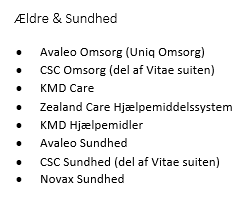 Ældre & Sundhed
• Avaleo Omsorg (Uniq Omsorg)
• CSC Omsorg (del af Vitae suiten)
• KMD Care
• Zealand Care Hjælpemiddelssystem
• KMD Hjælpemidler
• Avaleo Sundhed
• CSC Sundhed (del af Vitae suiten)
• Novax Sundhed